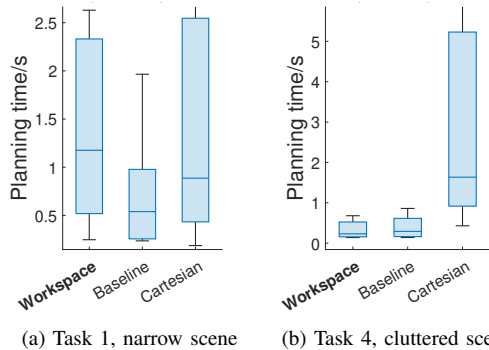 2.5
2
1.5
1
0.5
Planning time/s
Workspace
Baseline
Cartesian
(a) Task 1, narrow scene
5
4
3
2
1
0
Planning time/s
Workspace
Baseline
Cartesian
(b) Task 4, cluttered sce